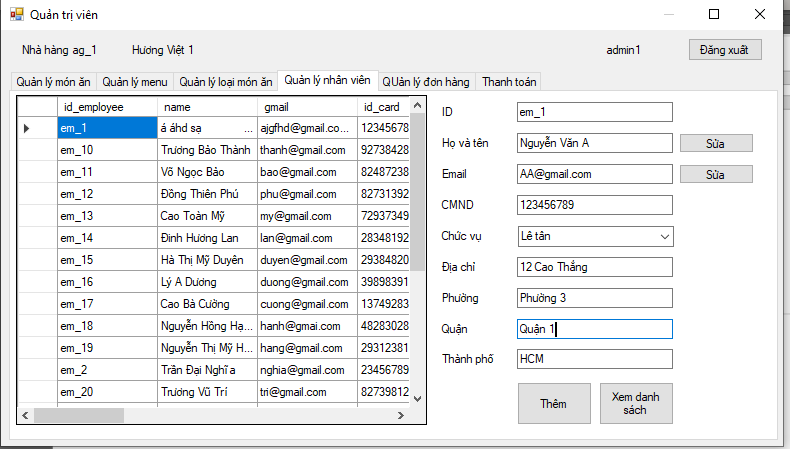 Quản trị viên
Nhà hàng ag_1 Hương Việt 1 admin1 Đăng xuất
Quản lý món ăn Quản lý menu Quản lý loại món ăn Quản lý nhân viên QUản lý đơn hàng Thanh toán
id_employee name gmail id_card
em_1 á áhd sạ ... ajgfhd@gmail.co... 12345678
em_10 Trương Bảo Thành thanh@gmail.com 92738428
em_11 Võ Ngọc Bảo bao@gmail.com 82487238
em_12 Đồng Thiên Phú phu@gmail.com 82731392
em_13 Cao Toàn Mỹ my@gmail.com 72937349
em_14 Đinh Hương Lan lan@gmail.com 28348192
em_15 Hà Thị Mỹ Duyên duyen@gmail.com 29384820
em_16 Lý A Dương duong@gmail.com 39898391
em_17 Cao Bà Cường cuong@gmail.com 13749283
em_18 Nguyễn Hồng Hạ... hanh@gmai.com 48283028
em_19 Nguyễn Thị Mỹ H... hang@gmail.com 29312381
em_2 Trần Đại Nghĩa nghia@gmail.com 23456789
em_20 Trương Vũ Trí tri@gmail.com 82739812
ID em_1
Họ và tên Nguyễn Văn A Sửa
Email AA@gmail.com Sửa
CMND 123456789
Chức vụ Lê tân
Địa chỉ 12 Cao Thắng
Phường Phường 3
Quận Quận 1
Thành phố HCM
Thêm Xem danh
sách